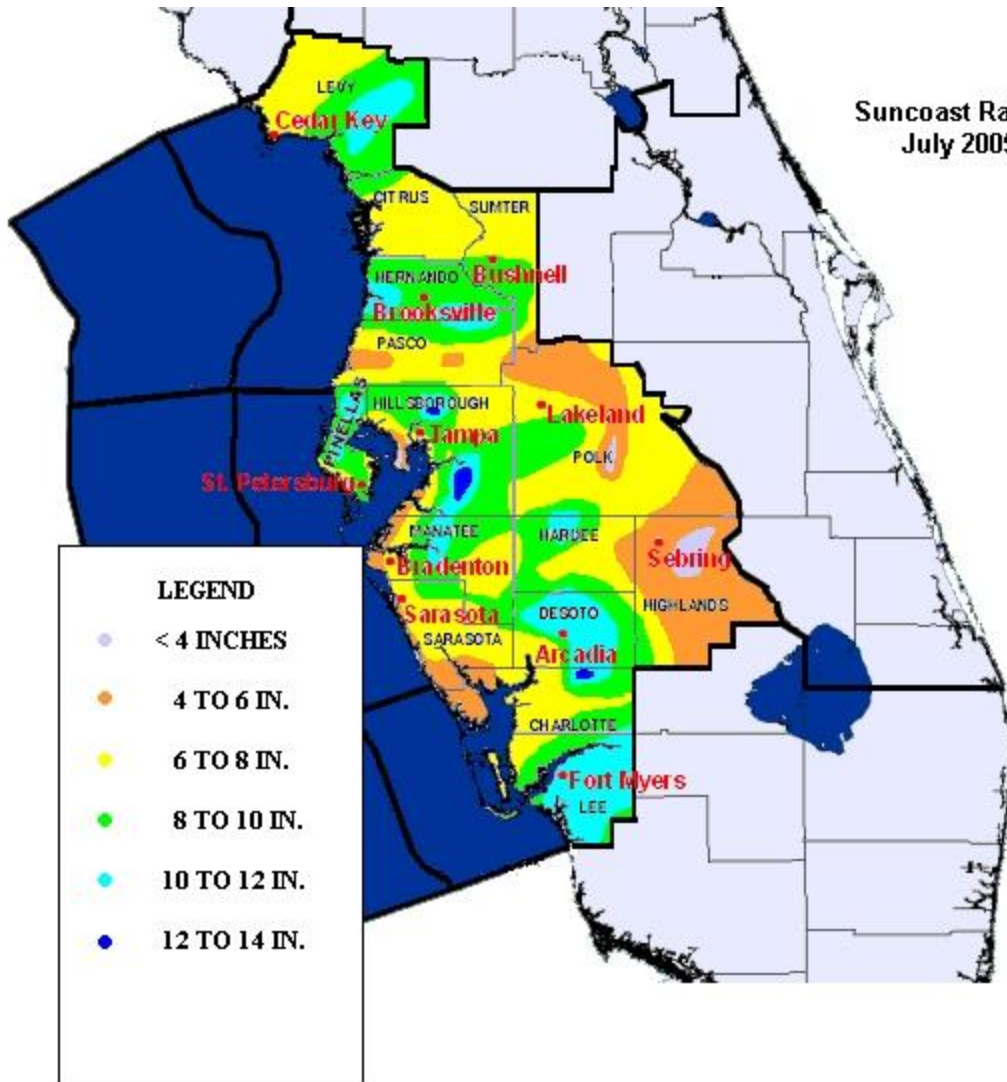 Suncoast Ra
July 2009
LEVY
Cedar Key
CITRUS
SUMTER
Bushnell
HERNANDO
Brooksville
PASCO
PINELLAS
HILLSBOROUGH
Lakeland
Tampa
POLK
St. Petersburg
MANATEE
HARDEE
Sebring
Bradenton
HIGHLANDS
Sarasota
DESOTO
SARASOTA
Arcadia
CHARLOTTE
Fort Myers
LEE
LEGEND
< 4 INCHES
4 TO 6 IN.
6 TO 8 IN.
8 TO 10 IN.
10 TO 12 IN.
12 TO 14 IN.